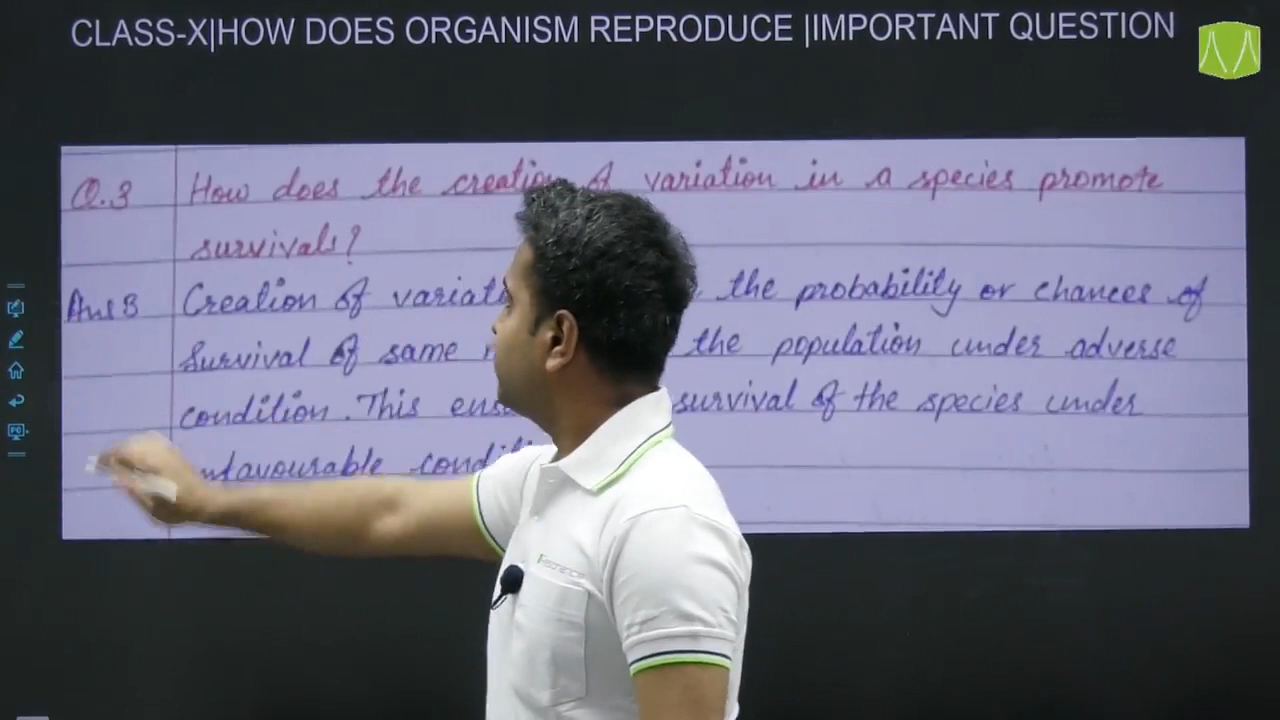 CLASS-X|HOW DOES ORGANISM REPRODUCE |IMPORTANT QUESTION
Q.3 How does the creation of variation in a species promote
survivals?
Ans 3 Creation of the probability or chances of
Survival of same the population under adverse
condition. This survival of the species under